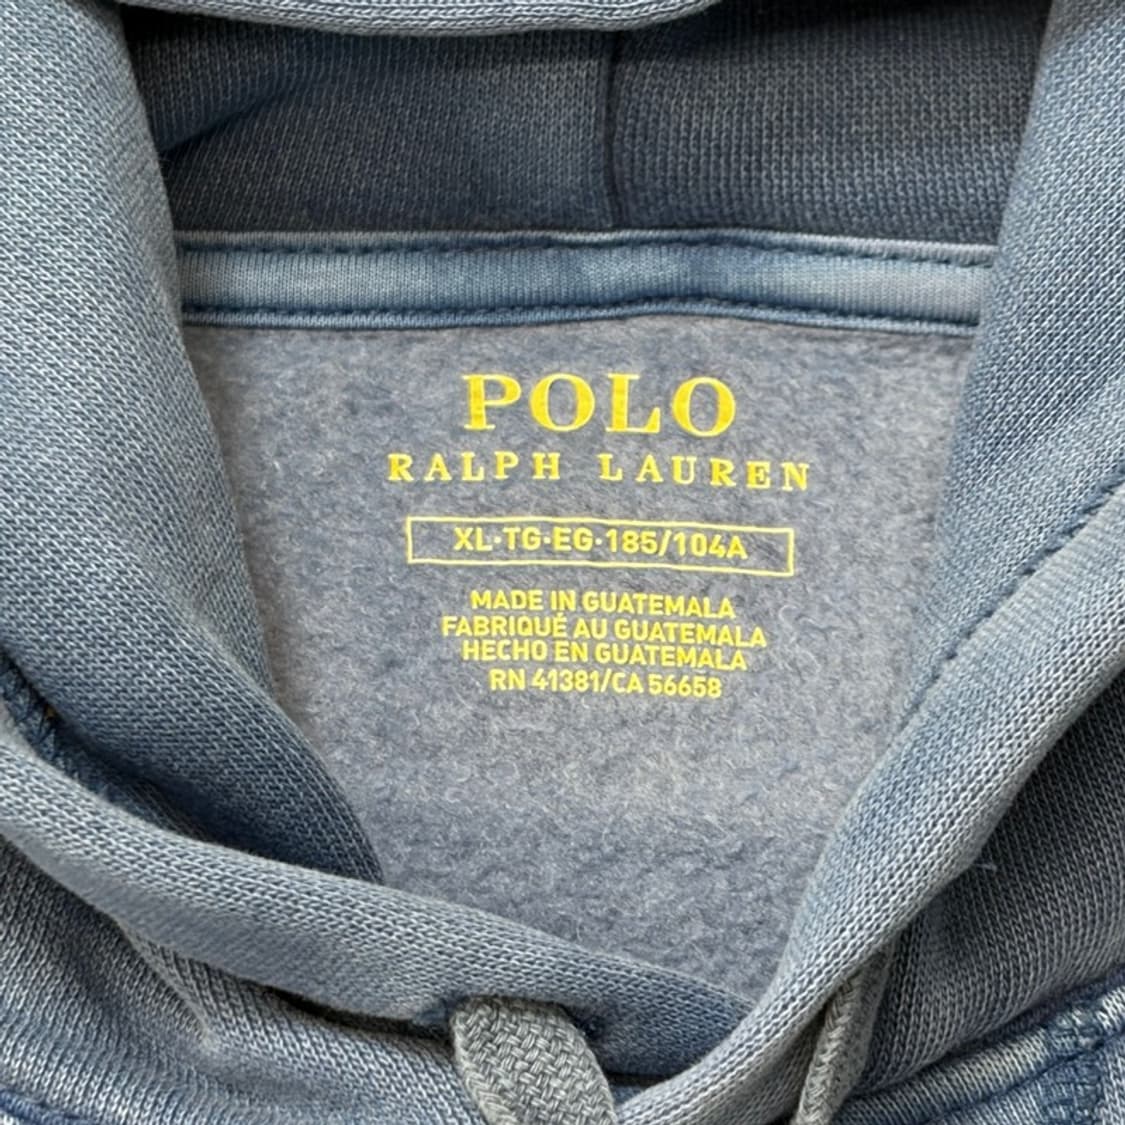 POLO
RALPH LAUREN
XL·TG·EG·185/104A
MADE IN GUATEMALA
FABRIQUÉ AU GUATEMALA
HECHO EN GUATEMALA
RN 41381/CA 56658